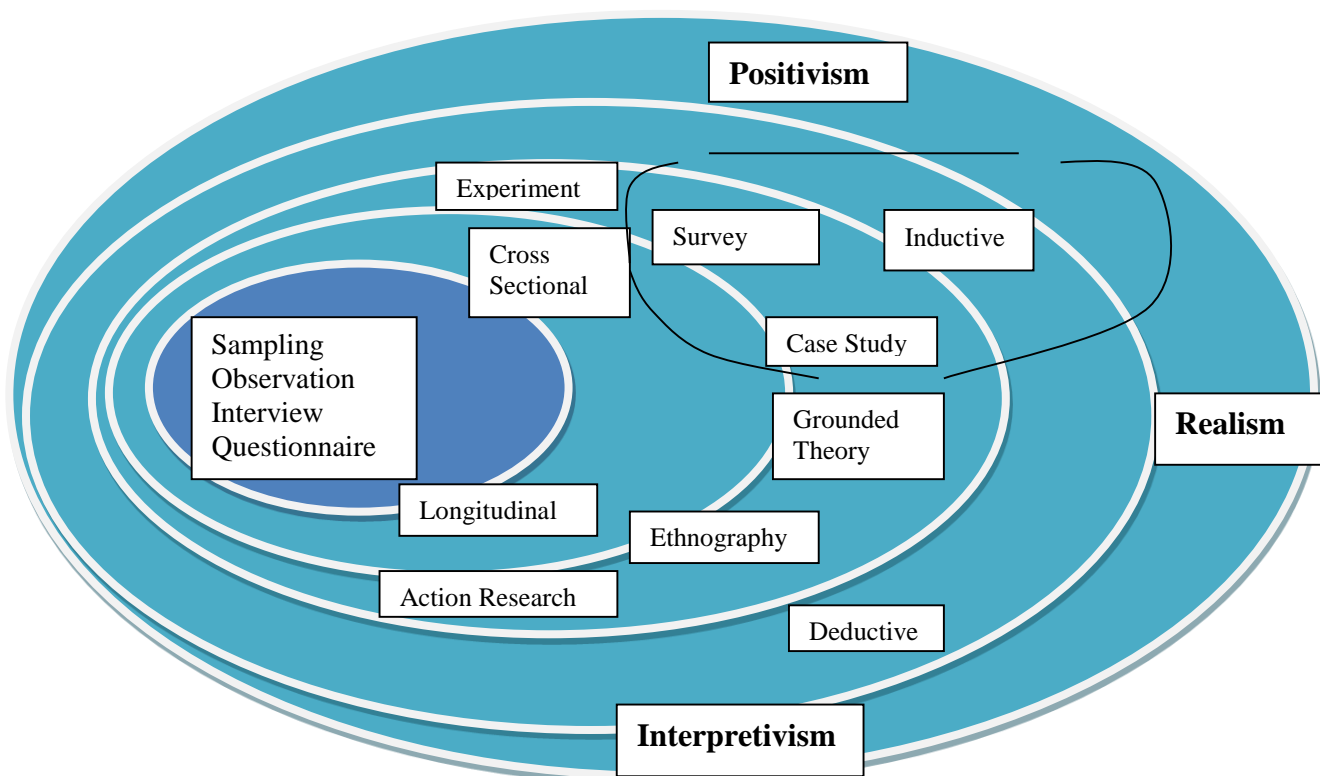 Positivism
Experiment
Survey
Inductive
Cross
Sectional
Sampling
Observation
Interview
Questionnaire
Case Study
Grounded
Theory
Realism
Longitudinal
Ethnography
Action Research
Deductive
Interpretivism